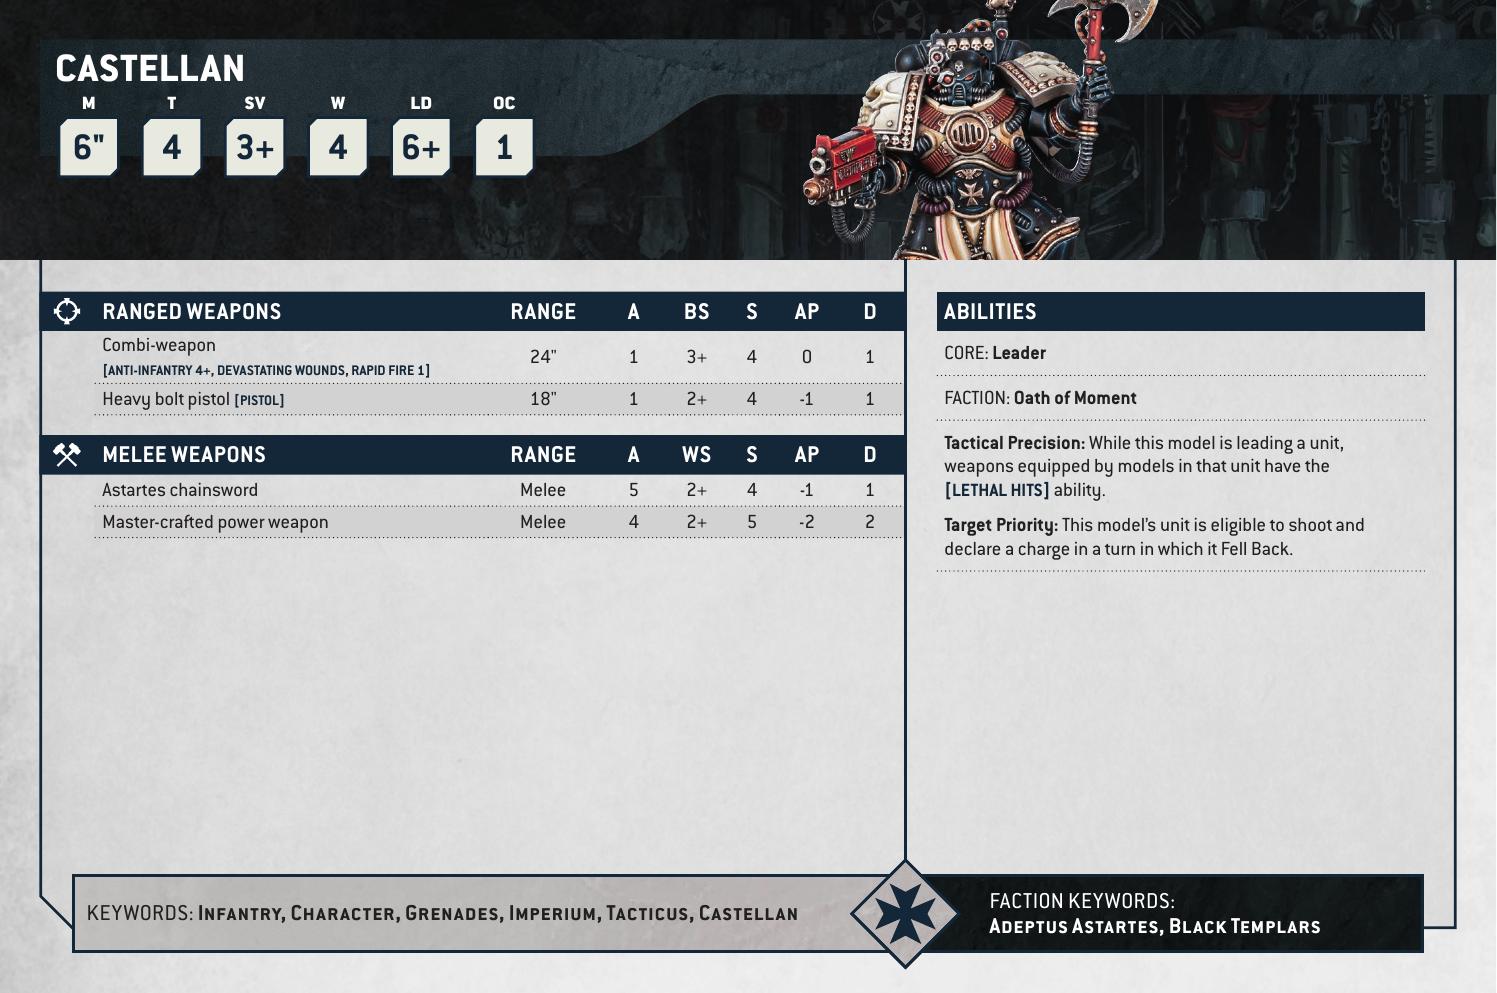 CASTELLAN
M T SV W LD OC
6" 4 3+ 4 6+ 1
RANGED WEAPONS RANGE A BS S AP D
Combi-weapon
[ANTI-INFANTRY 4+, DEVASTATING WOUNDS, RAPID FIRE 1] 24" 1 3+ 4 0 1
Heavy bolt pistol [PISTOL] 18" 1 2+ 4 -1 1
MELEE WEAPONS RANGE A WS S AP D
Astartes chainsword Melee 5 2+ 4 -1 1
Master-crafted power weapon Melee 4 2+ 5 -2 2
ABILITIES
CORE: Leader
FACTION: Oath of Moment
Tactical Precision: While this model is leading a unit,
weapons equipped by models in that unit have the
[LETHAL HITS] ability.
Target Priority: This model’s unit is eligible to shoot and
declare a charge in a turn in which it Fell Back.
KEYWORDS: Infantry, Character, Grenades, Imperium, Tacticus, Castellan
FACTION KEYWORDS:
Adeptus Astartes, Black Templars